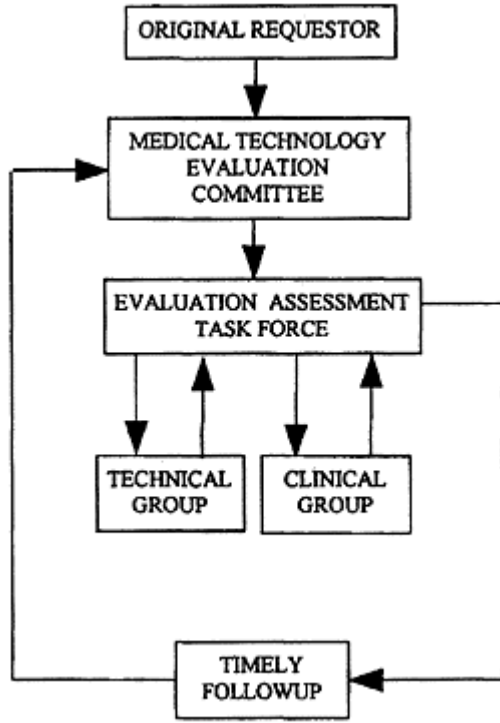 ORIGINAL REQUESTOR
MEDICAL TECHNOLOGY
EVALUATION
COMMITTEE
EVALUATION ASSESSMENT
TASK FORCE
TECHNICAL
GROUP
CLINICAL
GROUP
TIMELY
FOLLOWUP